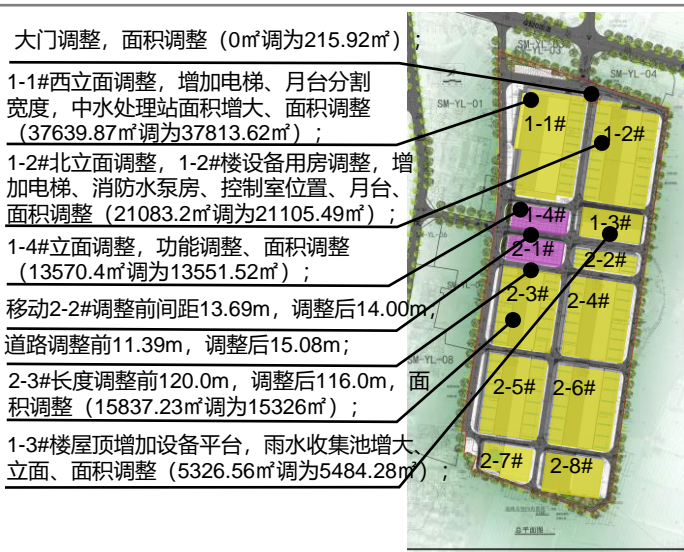 大门调整，面积调整（0㎡调为215.92㎡）;
1-1#西立面调整，增加电梯、月台分割
宽度，中水处理站面积增大、面积调整
（37639.87㎡调为37813.62㎡）;
1-2#北立面调整，1-2#楼设备用房调整，增
加电梯、消防水泵房、控制室位置、月台、
面积调整（21083.2㎡调为21105.49㎡）;
1-4#立面调整，功能调整、面积调整
（13570.4㎡调为13551.52㎡）;
移动2-2#调整前间距13.69m，调整后14.00m,
道路调整前11.39m，调整后15.08m;
2-3#长度调整前120.0m，调整后116.0m，面
积调整（15837.23㎡调为15326㎡）;
1-3#楼屋顶增加设备平台，雨水收集池增大、
立面、面积调整（5326.56㎡调为5484.28㎡）;
SM-YL-03
SM-YL-04
SM-YL-01
1-1#
1-2#
1-4#
1-3#
2-1#
2-2#
2-3#
2-4#
SM-YL-08
2-5#
2-6#
2-7#
2-8#
总平面图